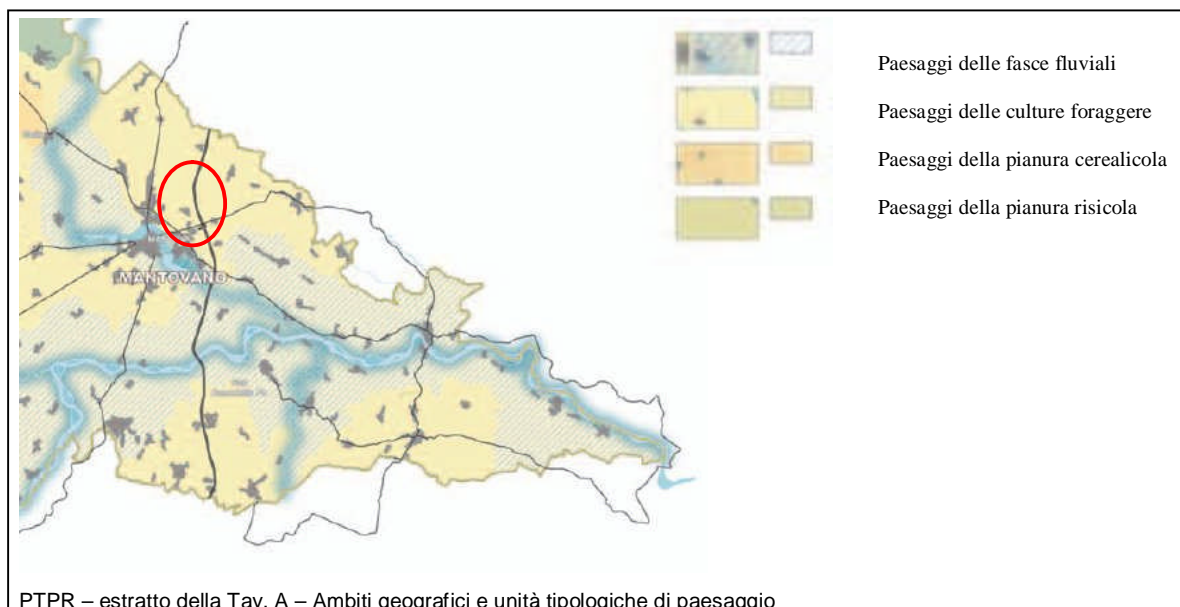 MANTOVANO
Paesaggi delle fasce fluviali
Paesaggi delle culture foraggere
Paesaggi della pianura cerealicola
Paesaggi della pianura risicola
PTPR – estratto della Tav. A – Ambiti geografici e unità tipologiche di paesaggio